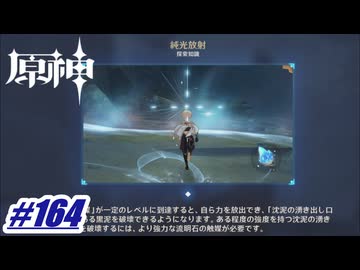 原神
純光放射
探索知識
が一定のレベルに到達すると、自ら力を放出でき、「沈泥の湧き出し口
ある黒泥を破壊できるようになります。ある程度の強度を持つ沈泥の湧き
を破壊するには、より強力な流明石の触媒が必要です。
#164